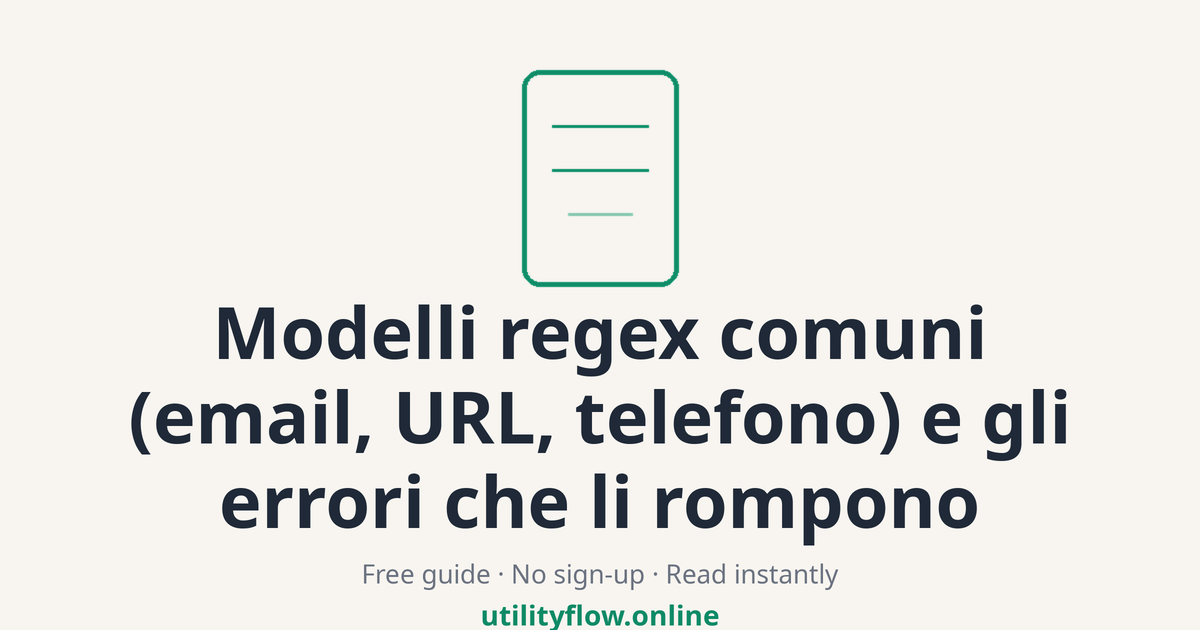 Modelli regex comuni
(email, URL, telefono) e gli
errori che li rompono
Free guide · No sign-up · Read instantly
utilityflow.online